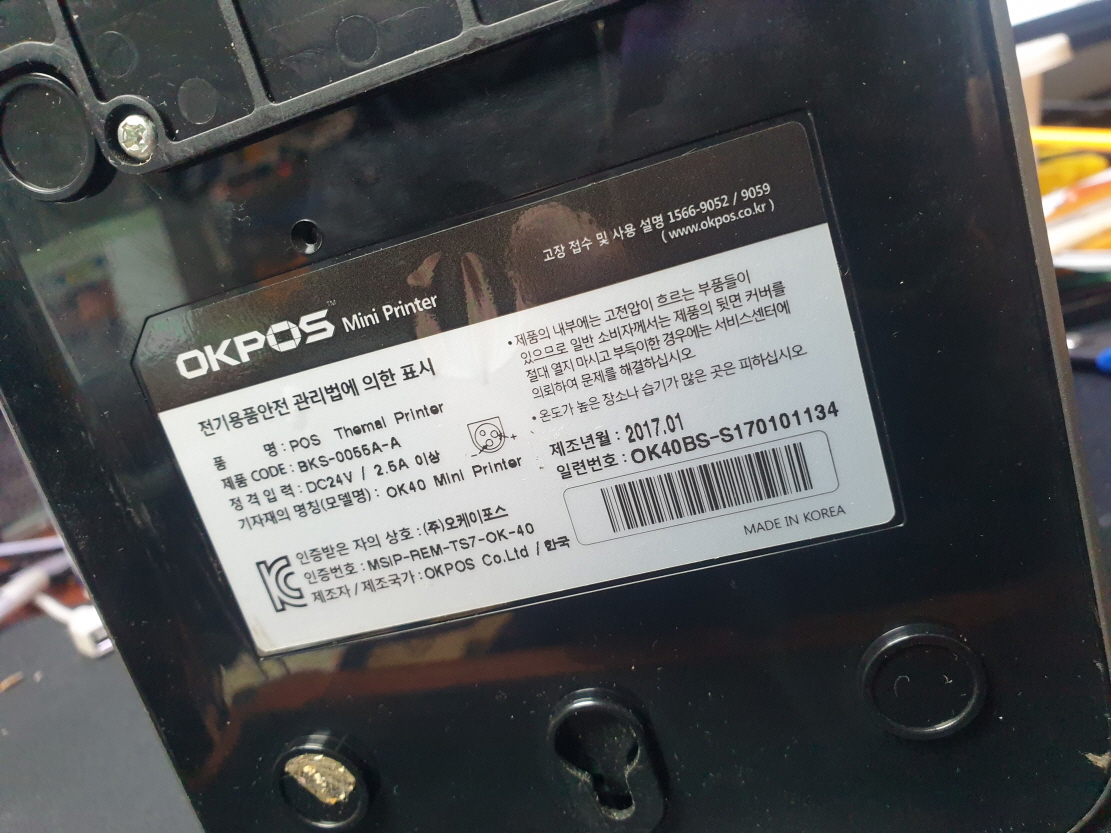 OKPOS™ Mini Printer
고장 접수 및 사용 설명 1566-9052 / 9059
( www.okpos.co.kr )
전기용품안전 관리법에 의한 표시
품 명 : POS Themal Printer
제품 CODE : BKS-0055A-A
정 격 입 력 : DC24V / 2.5A 이상
기자재의 명칭(모델명) : OK40 Mini Printer
인증받은 자의 상호 : (주)오케이포스
인증번호 : MSIP-REM-TS7-OK-40
제조자 / 제조국가 : OKPOS Co.Ltd / 한국
• 제품의 내부에는 고전압이 흐르는 부품들이
있으므로 일반 소비자께서는 제품의 뒷면 커버를
절대 열지 마시고 부득이한 경우에는 서비스센터에
의뢰하여 문제를 해결하십시오
• 온도가 높은 장소나 습기가 많은 곳은 피하십시오
제조년월 : 2017.01
일련번호 : OK40BS-S170101134
MADE IN KOREA